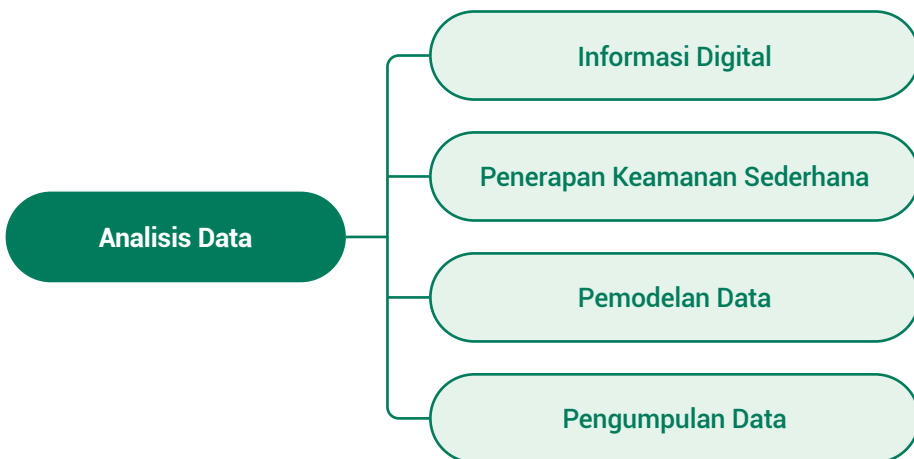 Informasi Digital
Penerapan Keamanan Sederhana
Analisis Data
Pemodelan Data
Pengumpulan Data